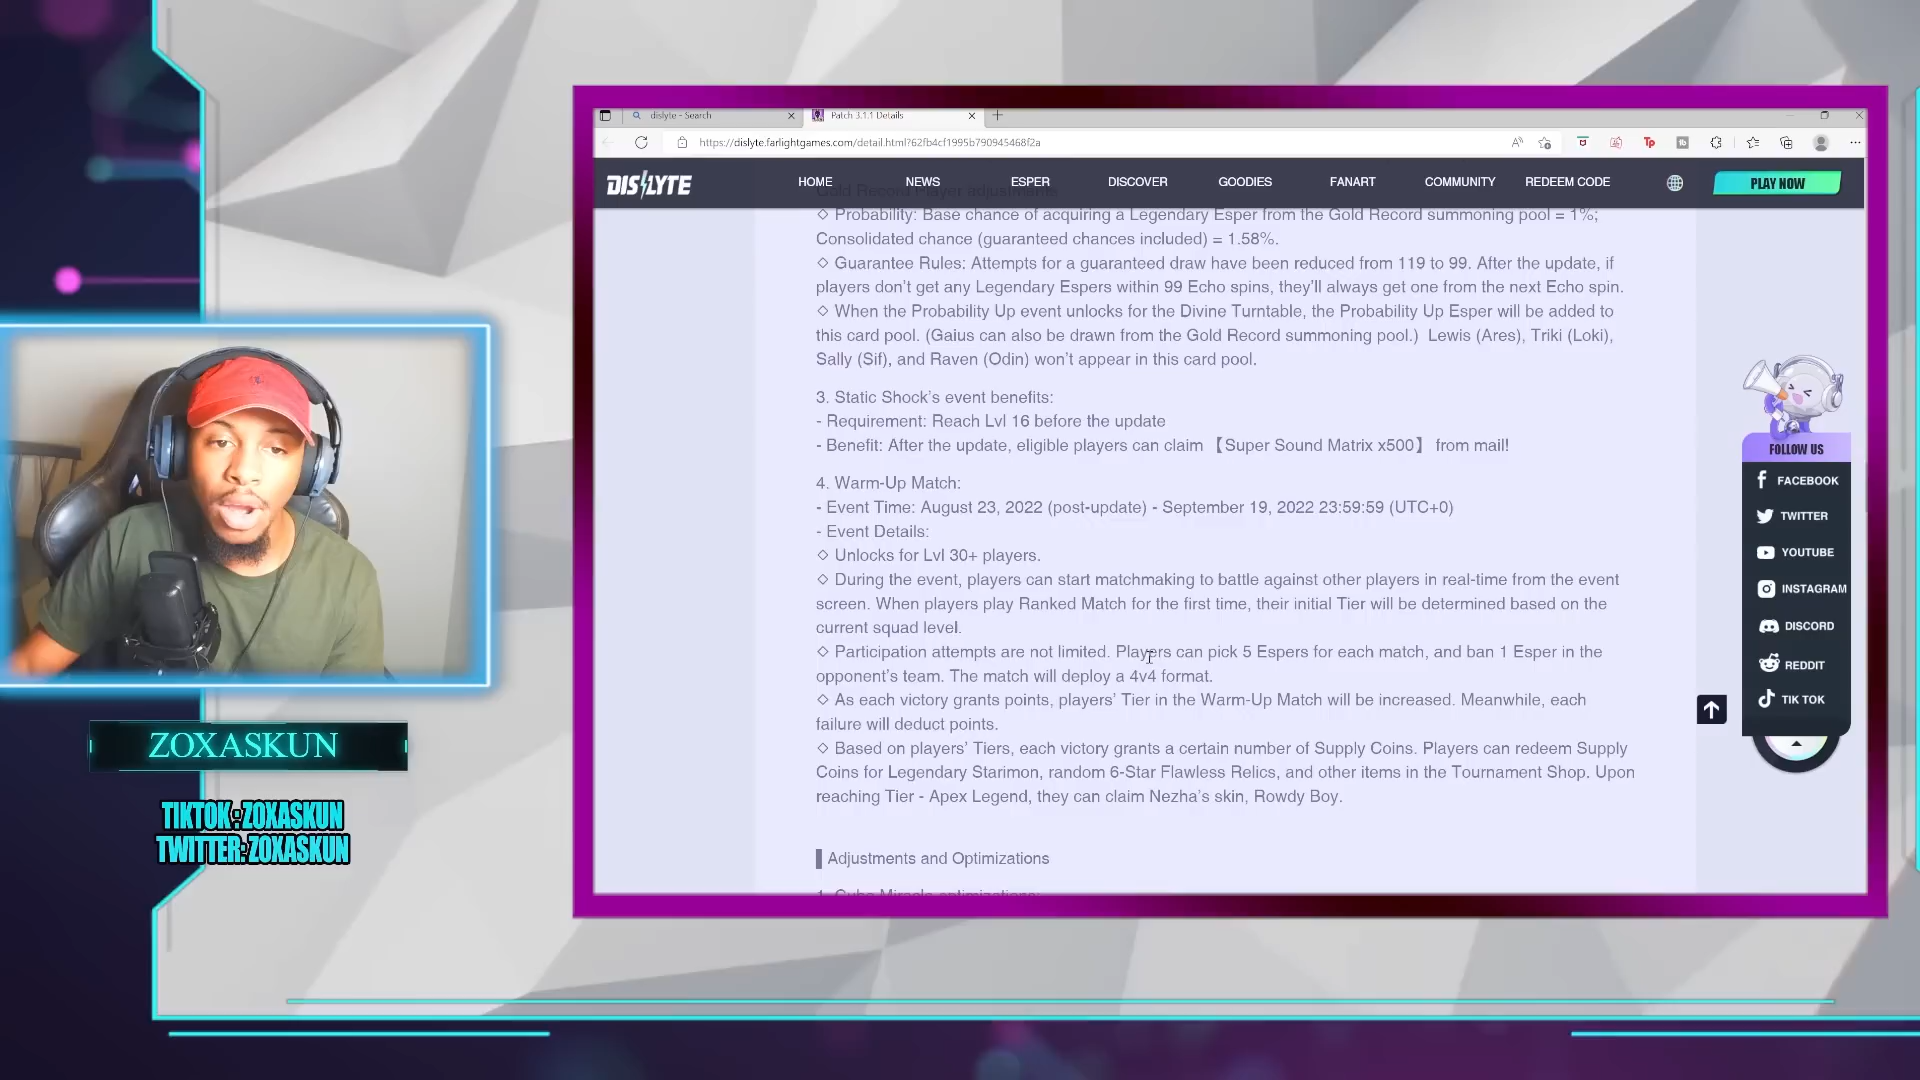 dislyte - Search
Patch 3.1.1 Details
https://dislyte.farlightgames.com/detail.html?62fb4cf1995b790945468f2a
DISLYTE
HOME
NEWS
ESPER
DISCOVER
GOODIES
FANART
COMMUNITY
REDEEM CODE
PLAY NOW
Gold Record Player adjustments
◇ Probability: Base chance of acquiring a Legendary Esper from the Gold Record summoning pool = 1%;
Consolidated chance (guaranteed chances included) = 1.58%.
◇ Guarantee Rules: Attempts for a guaranteed draw have been reduced from 119 to 99. After the update, if
players don't get any Legendary Espers within 99 Echo spins, they'll always get one from the next Echo spin.
◇ When the Probability Up event unlocks for the Divine Turntable, the Probability Up Esper will be added to
this card pool. (Gaius can also be drawn from the Gold Record summoning pool.) Lewis (Ares), Triki (Loki),
Sally (Sif), and Raven (Odin) won't appear in this card pool.
3. Static Shock's event benefits:
- Requirement: Reach Lvl 16 before the update
- Benefit: After the update, eligible players can claim 【Super Sound Matrix x500】 from mail!
4. Warm-Up Match:
- Event Time: August 23, 2022 (post-update) - September 19, 2022 23:59:59 (UTC+0)
- Event Details:
◇ Unlocks for Lvl 30+ players.
◇ During the event, players can start matchmaking to battle against other players in real-time from the event
screen. When players play Ranked Match for the first time, their initial Tier will be determined based on the
current squad level.
◇ Participation attempts are not limited. Players can pick 5 Espers for each match, and ban 1 Esper in the
opponent's team. The match will deploy a 4v4 format.
◇ As each victory grants points, players' Tier in the Warm-Up Match will be increased. Meanwhile, each
failure will deduct points.
◇ Based on players' Tiers, each victory grants a certain number of Supply Coins. Players can redeem Supply
Coins for Legendary Starimon, random 6-Star Flawless Relics, and other items in the Tournament Shop. Upon
reaching Tier - Apex Legend, they can claim Nezha's skin, Rowdy Boy.
Adjustments and Optimizations
1. Cube Miracle optimizations:
FOLLOW US
FACEBOOK
TWITTER
YOUTUBE
INSTAGRAM
DISCORD
REDDIT
TIK TOK
ZOXASKUN
TIKTOK : ZOXASKUN
TWITTER: ZOXASKUN